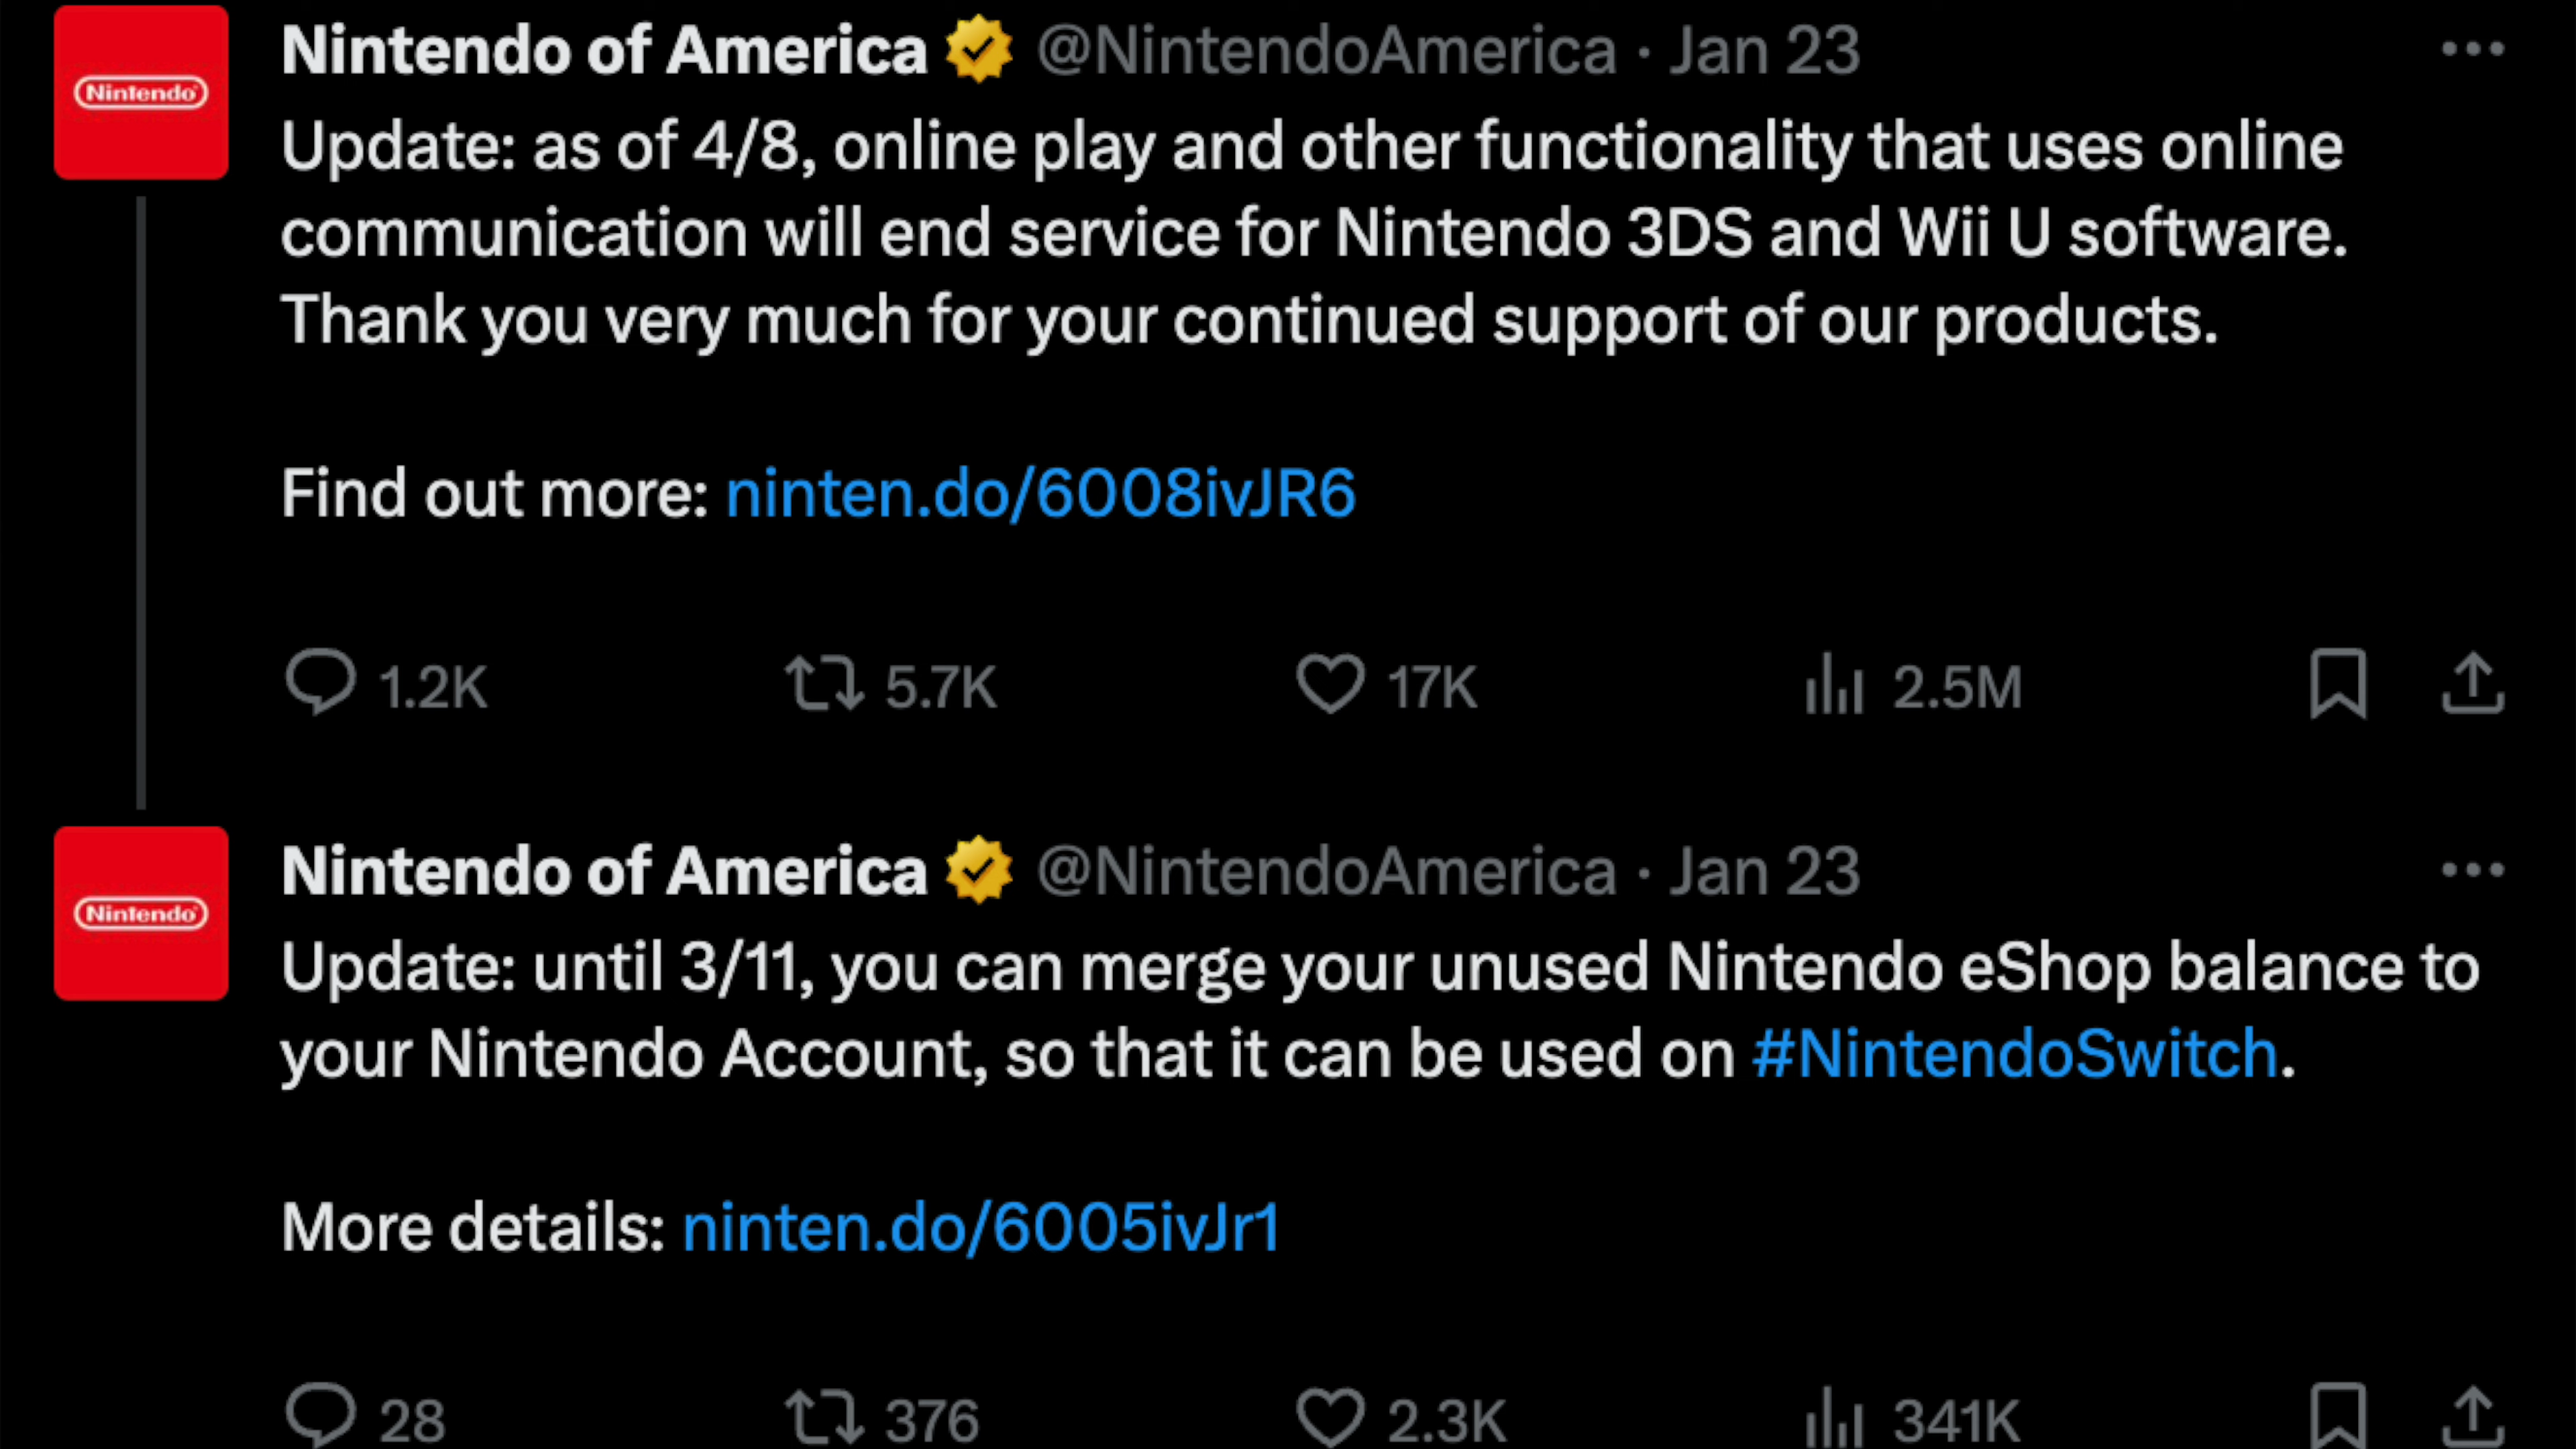 Nintendo of America @NintendoAmerica · Jan 23
Nintendo
Update: as of 4/8, online play and other functionality that uses online
communication will end service for Nintendo 3DS and Wii U software.
Thank you very much for your continued support of our products.
Find out more: ninten.do/6008ivJR6
1.2K 5.7K 17K 2.5M
Nintendo of America @NintendoAmerica · Jan 23
Nintendo
Update: until 3/11, you can merge your unused Nintendo eShop balance to
your Nintendo Account, so that it can be used on #NintendoSwitch.
More details: ninten.do/6005ivJr1
28 376 2.3K 341K